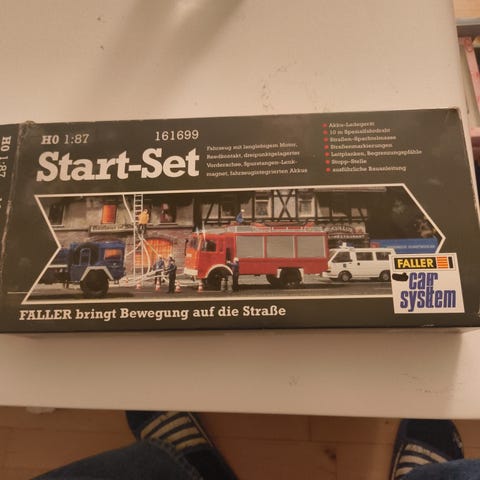 H0 1:87
H0 1:87
161699
Start-Set
Fahrzeug mit langlebigem Motor,
Reedkontakt, dreipunktgelagerter
Vorderachse, Spurstangen-Lenk-
magnet, fahrzeugintegrierten Akkus
Akku-Ladegerät
10 m Spezialfahrdraht
Straßen-Spachtelmasse
Straßenmarkierungen
Leitplanken, Begrenzungspfähle
Stopp-Stelle
ausführliche Bauanleitung
FALLER
car
system
FALLER bringt Bewegung auf die Straße